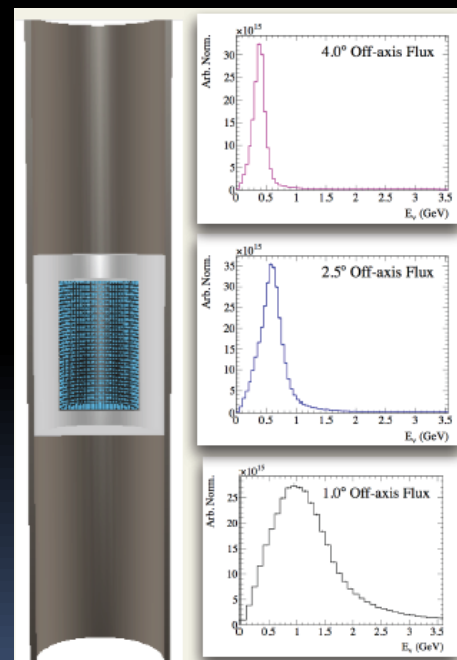 ×10¹⁵
4.0° Off-axis Flux
Arb. Norm.
30
25
20
15
10
5
0
0 0.5 1 1.5 2 2.5 3 3.5
Eᵥ (GeV)
×10¹⁵
2.5° Off-axis Flux
Arb. Norm.
35
30
25
20
15
10
5
0
0 0.5 1 1.5 2 2.5 3 3.5
Eᵥ (GeV)
×10¹⁵
1.0° Off-axis Flux
Arb. Norm.
25
20
15
10
5
0
0 0.5 1 1.5 2 2.5 3 3.5
Eᵥ (GeV)